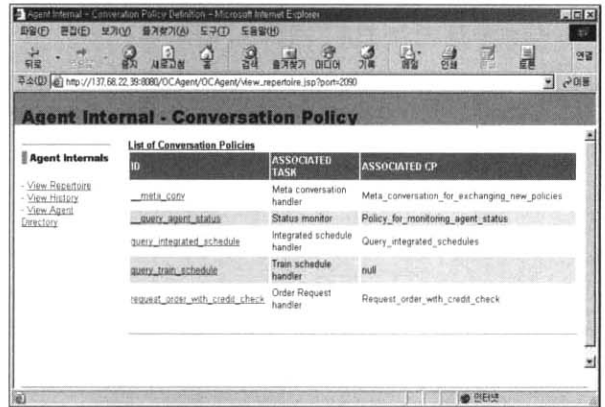 Agent Internal - Conversation Policy Definition - Microsoft Internet Explorer
파일(F) 편집(E) 보기(V) 즐겨찾기(A) 도구(T) 도움말(H)
뒤로 중지 새로고침 홈 검색 즐겨찾기 미디어 기록 메일 인쇄 토론 연결
주소(D) http://137.68.22.39:8080/OCAgent/OCAgent/view_repertoire.jsp?port=2090 이동
Agent Internal - Conversation Policy
Agent Internals
- View Repertoire
- View History
- View Agent
Directory
List of Conversation Policies
ID ASSOCIATED TASK ASSOCIATED CP
__meta_conv Meta conversation handler Meta_conversation_for_exchanging_new_policies
__query_agent_status Status monitor Policy_for_monitoring_agent_status
query_integrated_schedule Integrated schedule handler Query_integrated_schedules
query_train_schedule Train schedule handler null
request_order_with_credit_check Order Request handler Request_order_with_credit_check
인터넷